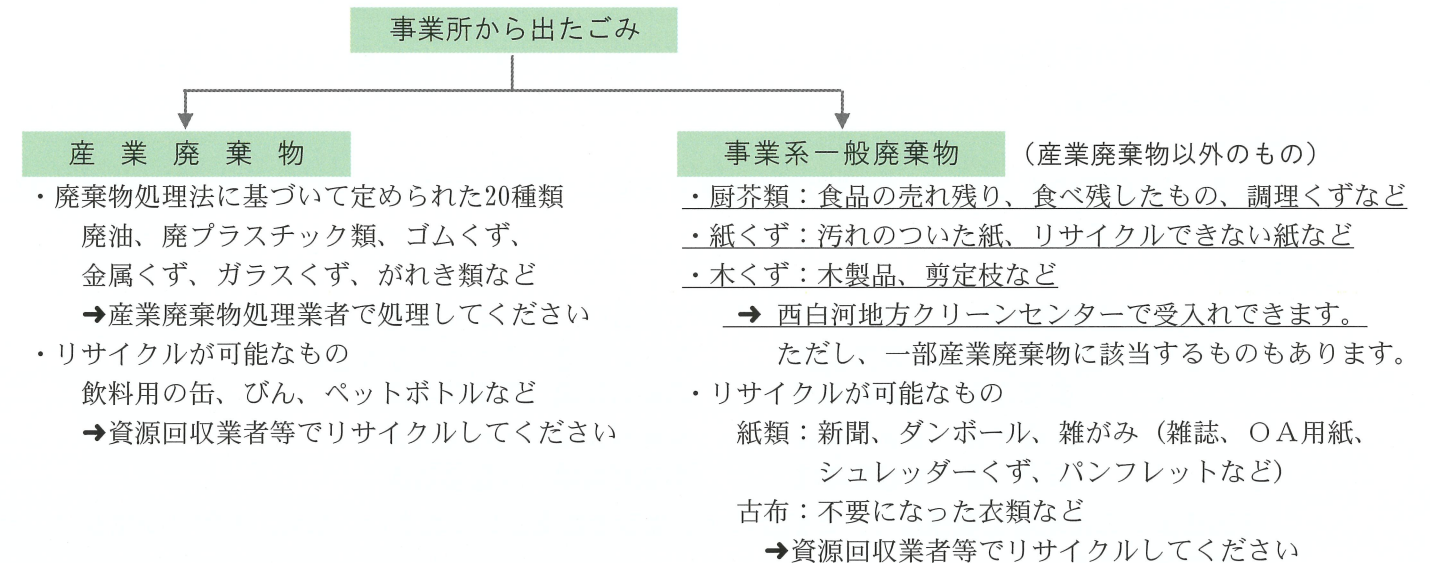 事業所から出たごみ
産業廃棄物
・廃棄物処理法に基づいて定められた20種類
廃油、廃プラスチック類、ゴムくず、
金属くず、ガラスくず、がれき類など
➜産業廃棄物処理業者で処理してください
・リサイクルが可能なもの
飲料用の缶、びん、ペットボトルなど
➜資源回収業者等でリサイクルしてください
事業系一般廃棄物（産業廃棄物以外のもの）
・厨芥類：食品の売れ残り、食べ残したもの、調理くずなど
・紙くず：汚れのついた紙、リサイクルできない紙など
・木くず：木製品、剪定枝など
➜ 西白河地方クリーンセンターで受入れできます。
ただし、一部産業廃棄物に該当するものもあります。
・リサイクルが可能なもの
紙類：新聞、ダンボール、雑がみ（雑誌、ＯＡ用紙、
シュレッダーくず、パンフレットなど）
古布：不要になった衣類など
➜資源回収業者等でリサイクルしてください